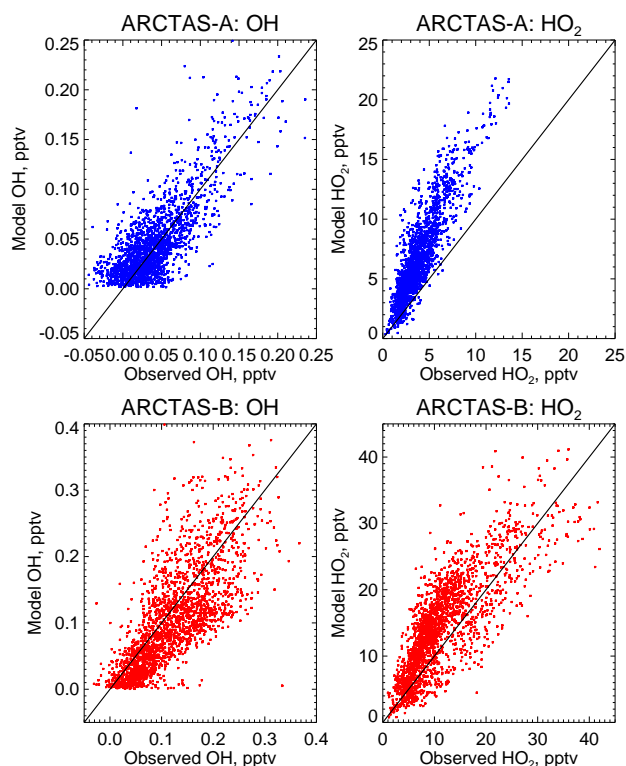 ARCTAS-A: OH
0.25
0.20
0.15
0.10
0.05
0.00
-0.05
Model OH, pptv
-0.05 0.00 0.05 0.10 0.15 0.20 0.25
Observed OH, pptv
ARCTAS-A: HO₂
25
20
15
10
5
0
Model HO₂, pptv
0 5 10 15 20 25
Observed HO₂, pptv
ARCTAS-B: OH
0.4
0.3
0.2
0.1
0.0
Model OH, pptv
0.0 0.1 0.2 0.3 0.4
Observed OH, pptv
ARCTAS-B: HO₂
40
30
20
10
0
Model HO₂, pptv
0 10 20 30 40
Observed HO₂, pptv